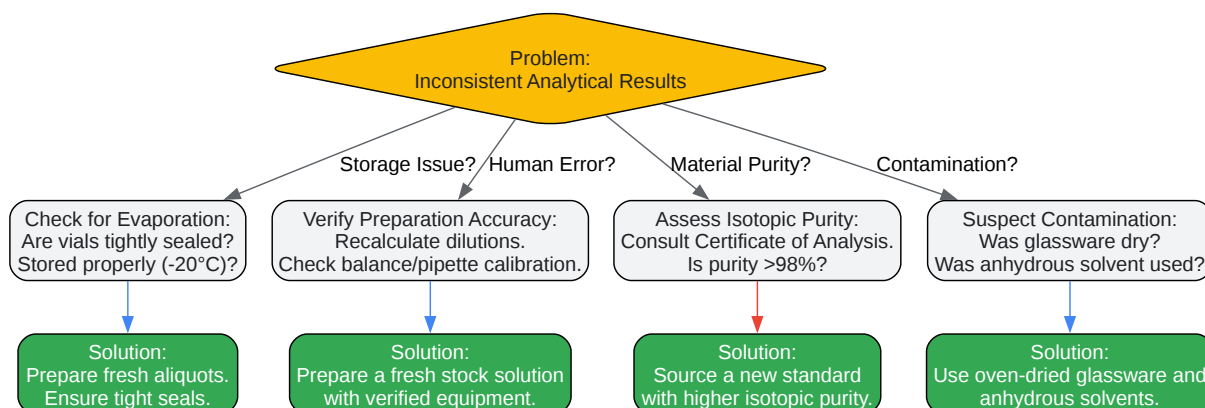 Problem:
Inconsistent Analytical Results
Storage Issue?
Human Error?
Material Purity?
Contamination?
Check for Evaporation:
Are vials tightly sealed?
Stored properly (-20°C)?
Verify Preparation Accuracy:
Recalculate dilutions.
Check balance/pipette calibration.
Assess Isotopic Purity:
Consult Certificate of Analysis.
Is purity >98%?
Suspect Contamination:
Was glassware dry?
Was anhydrous solvent used?
Solution:
Prepare fresh aliquots.
Ensure tight seals.
Solution:
Prepare a fresh stock solution
with verified equipment.
Solution:
Source a new standard
with higher isotopic purity.
Solution:
Use oven-dried glassware and
anhydrous solvents.